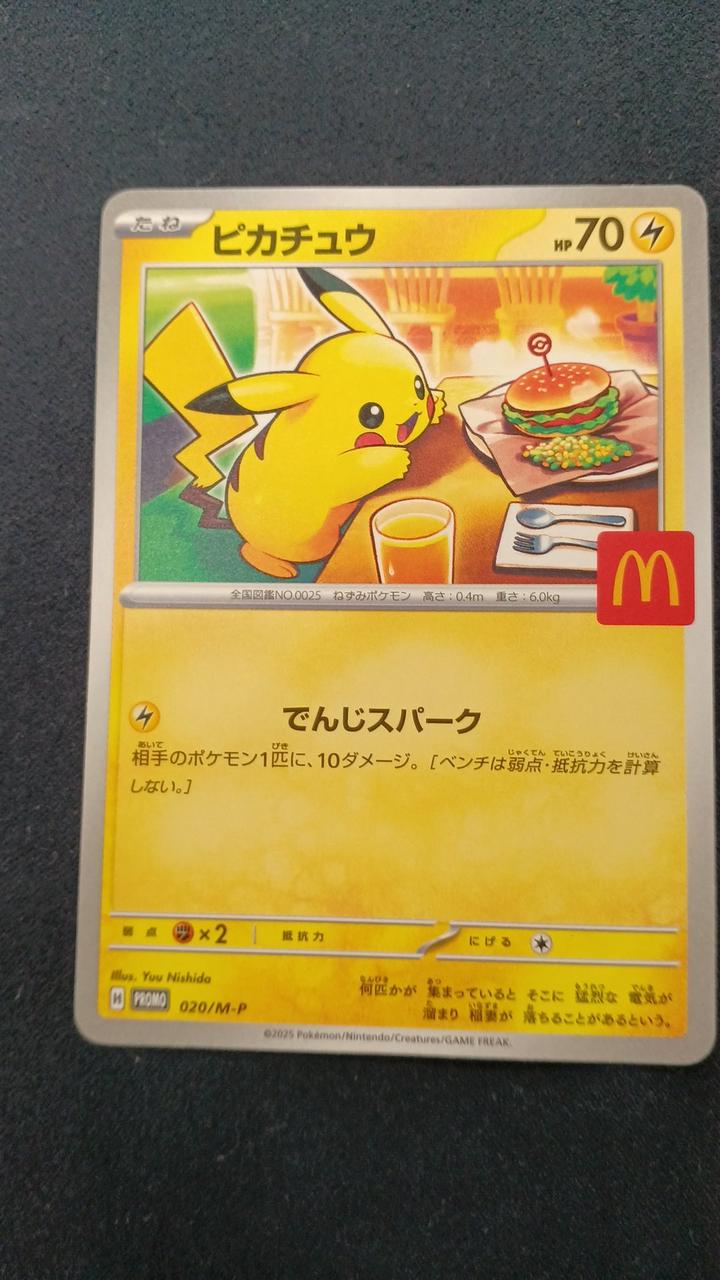 たね
ピカチュウ
HP70
全国図鑑NO.0025 ねずみポケモン 高さ:0.4m 重さ:6.0kg
でんじスパーク
相手のポケモン1匹に、10ダメージ。[ベンチは弱点・抵抗力を計算
しない。]
弱点 ×2 抵抗力 にげる
Illus. Yuu Nishida
何匹かが 集まっていると そこに 猛烈な 電気が
溜まり 稲妻が 落ちることがあるという。
H PROMO 020/M-P
©2025 Pokémon/Nintendo/Creatures/GAME FREAK.